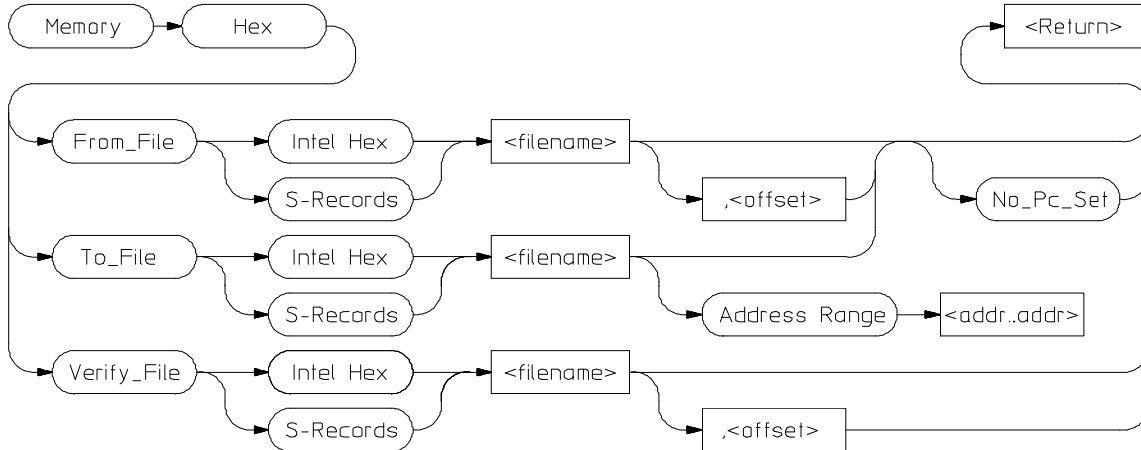 Memory Hex <Return>
From_File Intel Hex <filename>
S-Records ,<offset> No_Pc_Set
To_File Intel Hex <filename>
S-Records Address Range <addr..addr>
Verify_File Intel Hex <filename>
S-Records ,<offset>